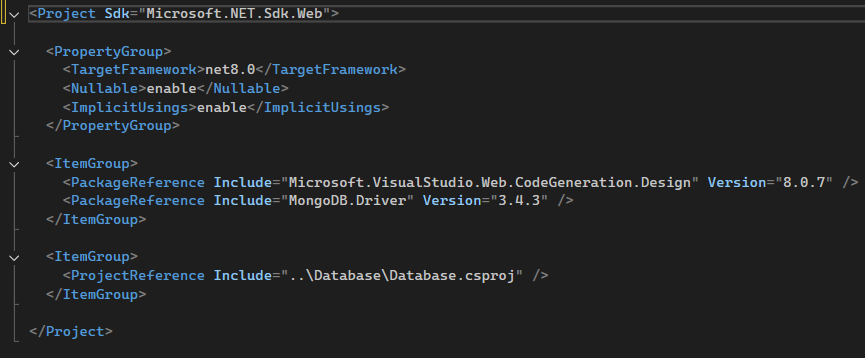 <Project Sdk="Microsoft.NET.Sdk.Web">
<PropertyGroup>
<TargetFramework>net8.0</TargetFramework>
<Nullable>enable</Nullable>
<ImplicitUsings>enable</ImplicitUsings>
</PropertyGroup>
<ItemGroup>
<PackageReference Include="Microsoft.VisualStudio.Web.CodeGeneration.Design" Version="8.0.7" />
<PackageReference Include="MongoDB.Driver" Version="3.4.3" />
</ItemGroup>
<ItemGroup>
<ProjectReference Include="..\Database\Database.csproj" />
</ItemGroup>
</Project>